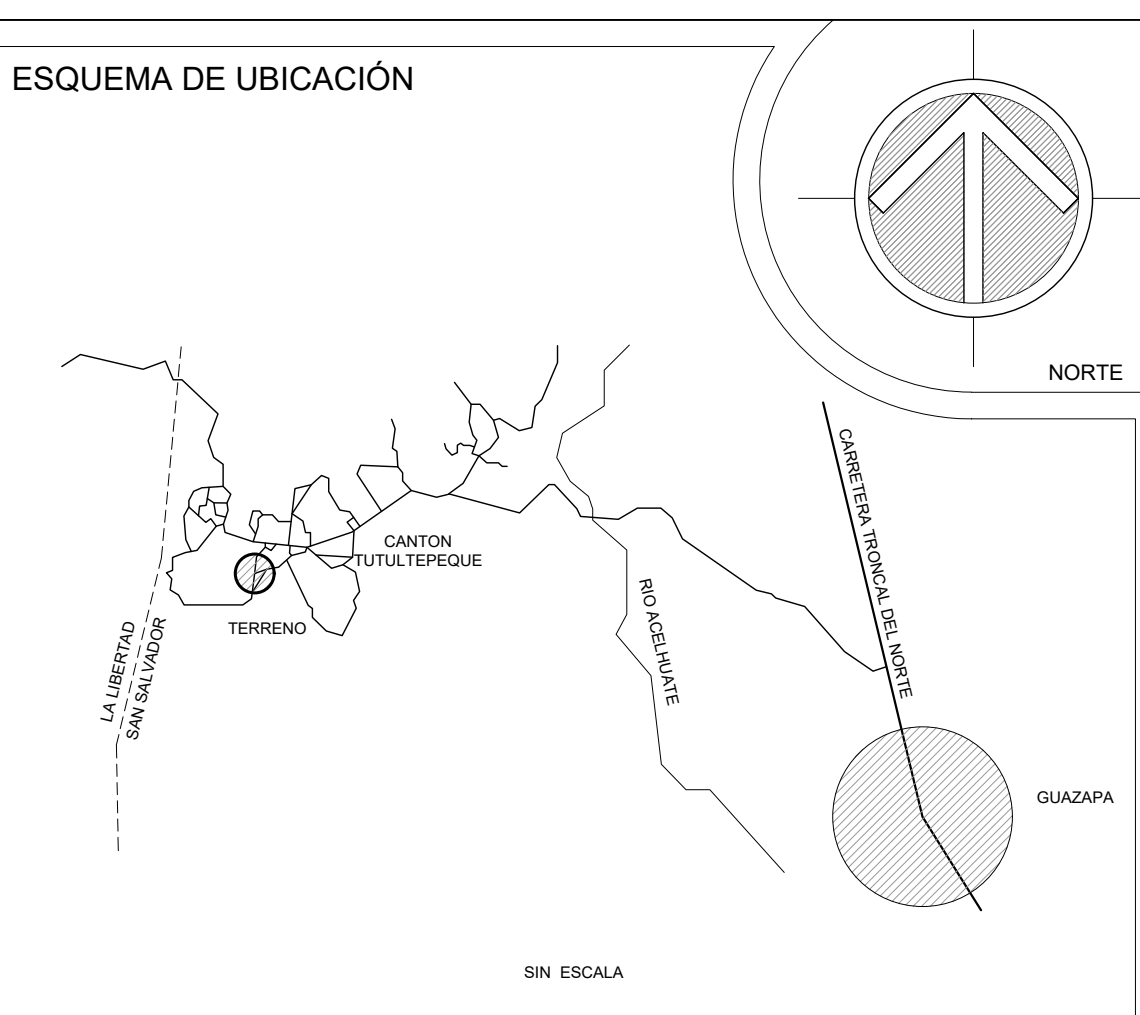 ESQUEMA DE UBICACIÓN
NORTE
CARRETERA TRONCAL DEL NORTE
CANTON
TUTULTEPEQUE
RIO ACELHUATE
TERRENO
LA LIBERTAD
SAN SALVADOR
GUAZAPA
SIN ESCALA